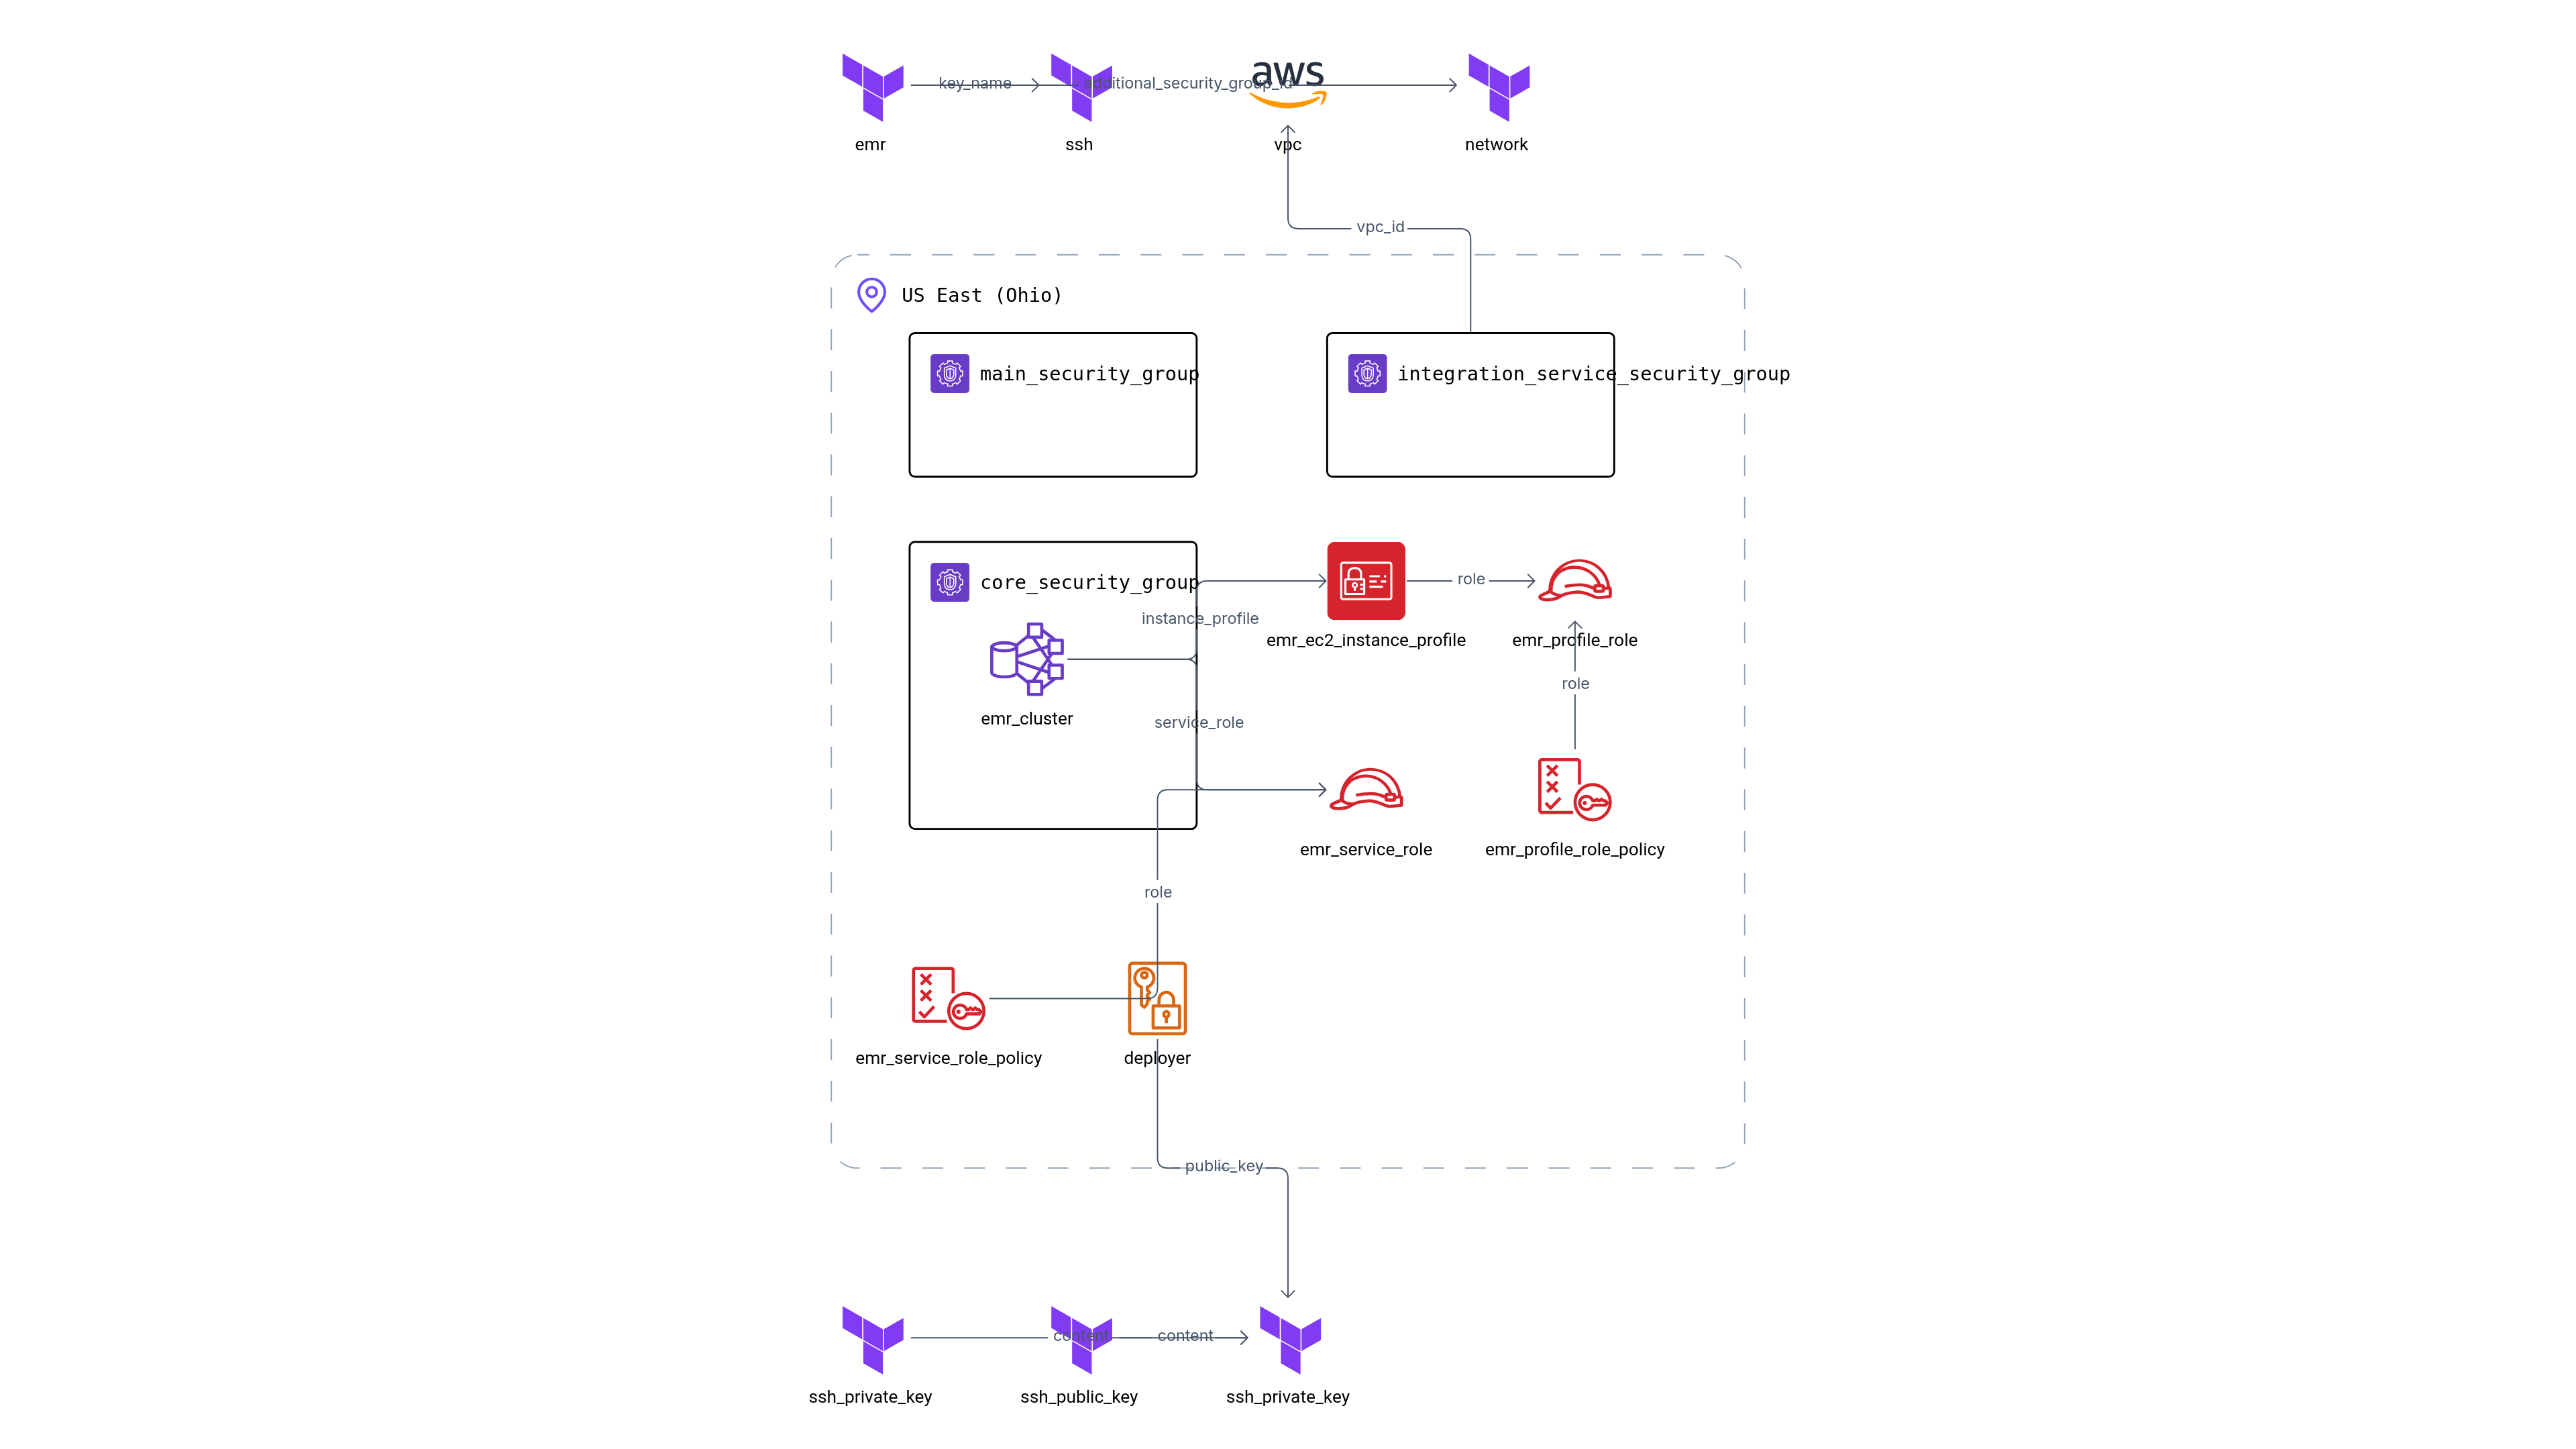 key_name
additional_security_group_id
aws
emr
ssh
vpc
network
vpc_id
US East (Ohio)
main_security_group
integration_service_security_group
core_security_group
role
instance_profile
emr_ec2_instance_profile
emr_profile_role
role
emr_cluster
service_role
emr_service_role
emr_profile_role_policy
role
emr_service_role_policy
deployer
public_key
content
content
ssh_private_key
ssh_public_key
ssh_private_key